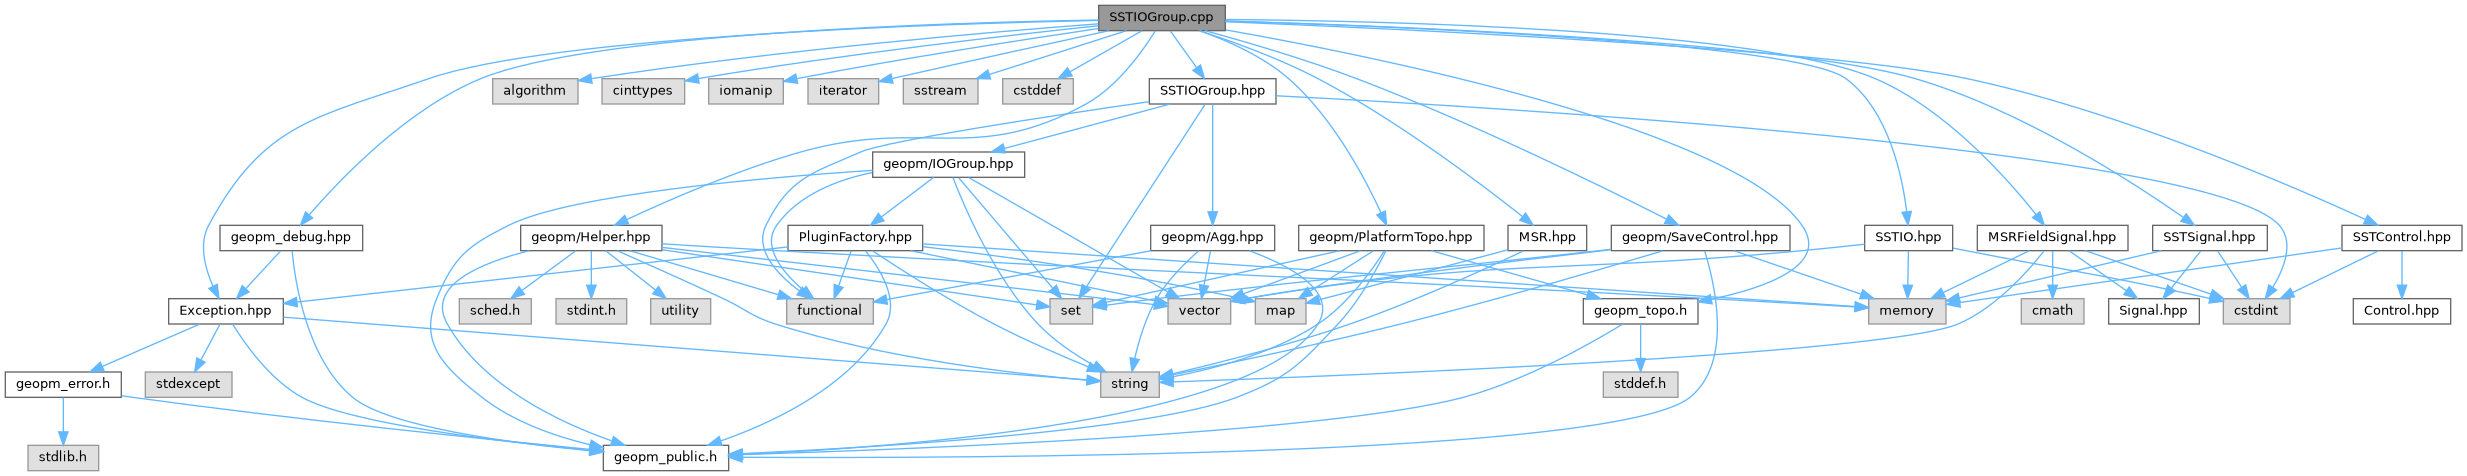 SSTIOGroup.cpp
algorithm
cinttypes
iomanip
iterator
sstream
cstddef
SSTIOGroup.hpp
geopm/IOGroup.hpp
geopm_debug.hpp
geopm/Helper.hpp
PluginFactory.hpp
geopm/Agg.hpp
geopm/PlatformTopo.hpp
MSR.hpp
geopm/SaveControl.hpp
SSTIO.hpp
MSRFieldSignal.hpp
SSTSignal.hpp
SSTControl.hpp
Exception.hpp
sched.h
stdint.h
utility
functional
set
vector
map
geopm_topo.h
memory
cmath
Signal.hpp
cstdint
Control.hpp
geopm_error.h
stdexcept
string
stddef.h
stdlib.h
geopm_public.h